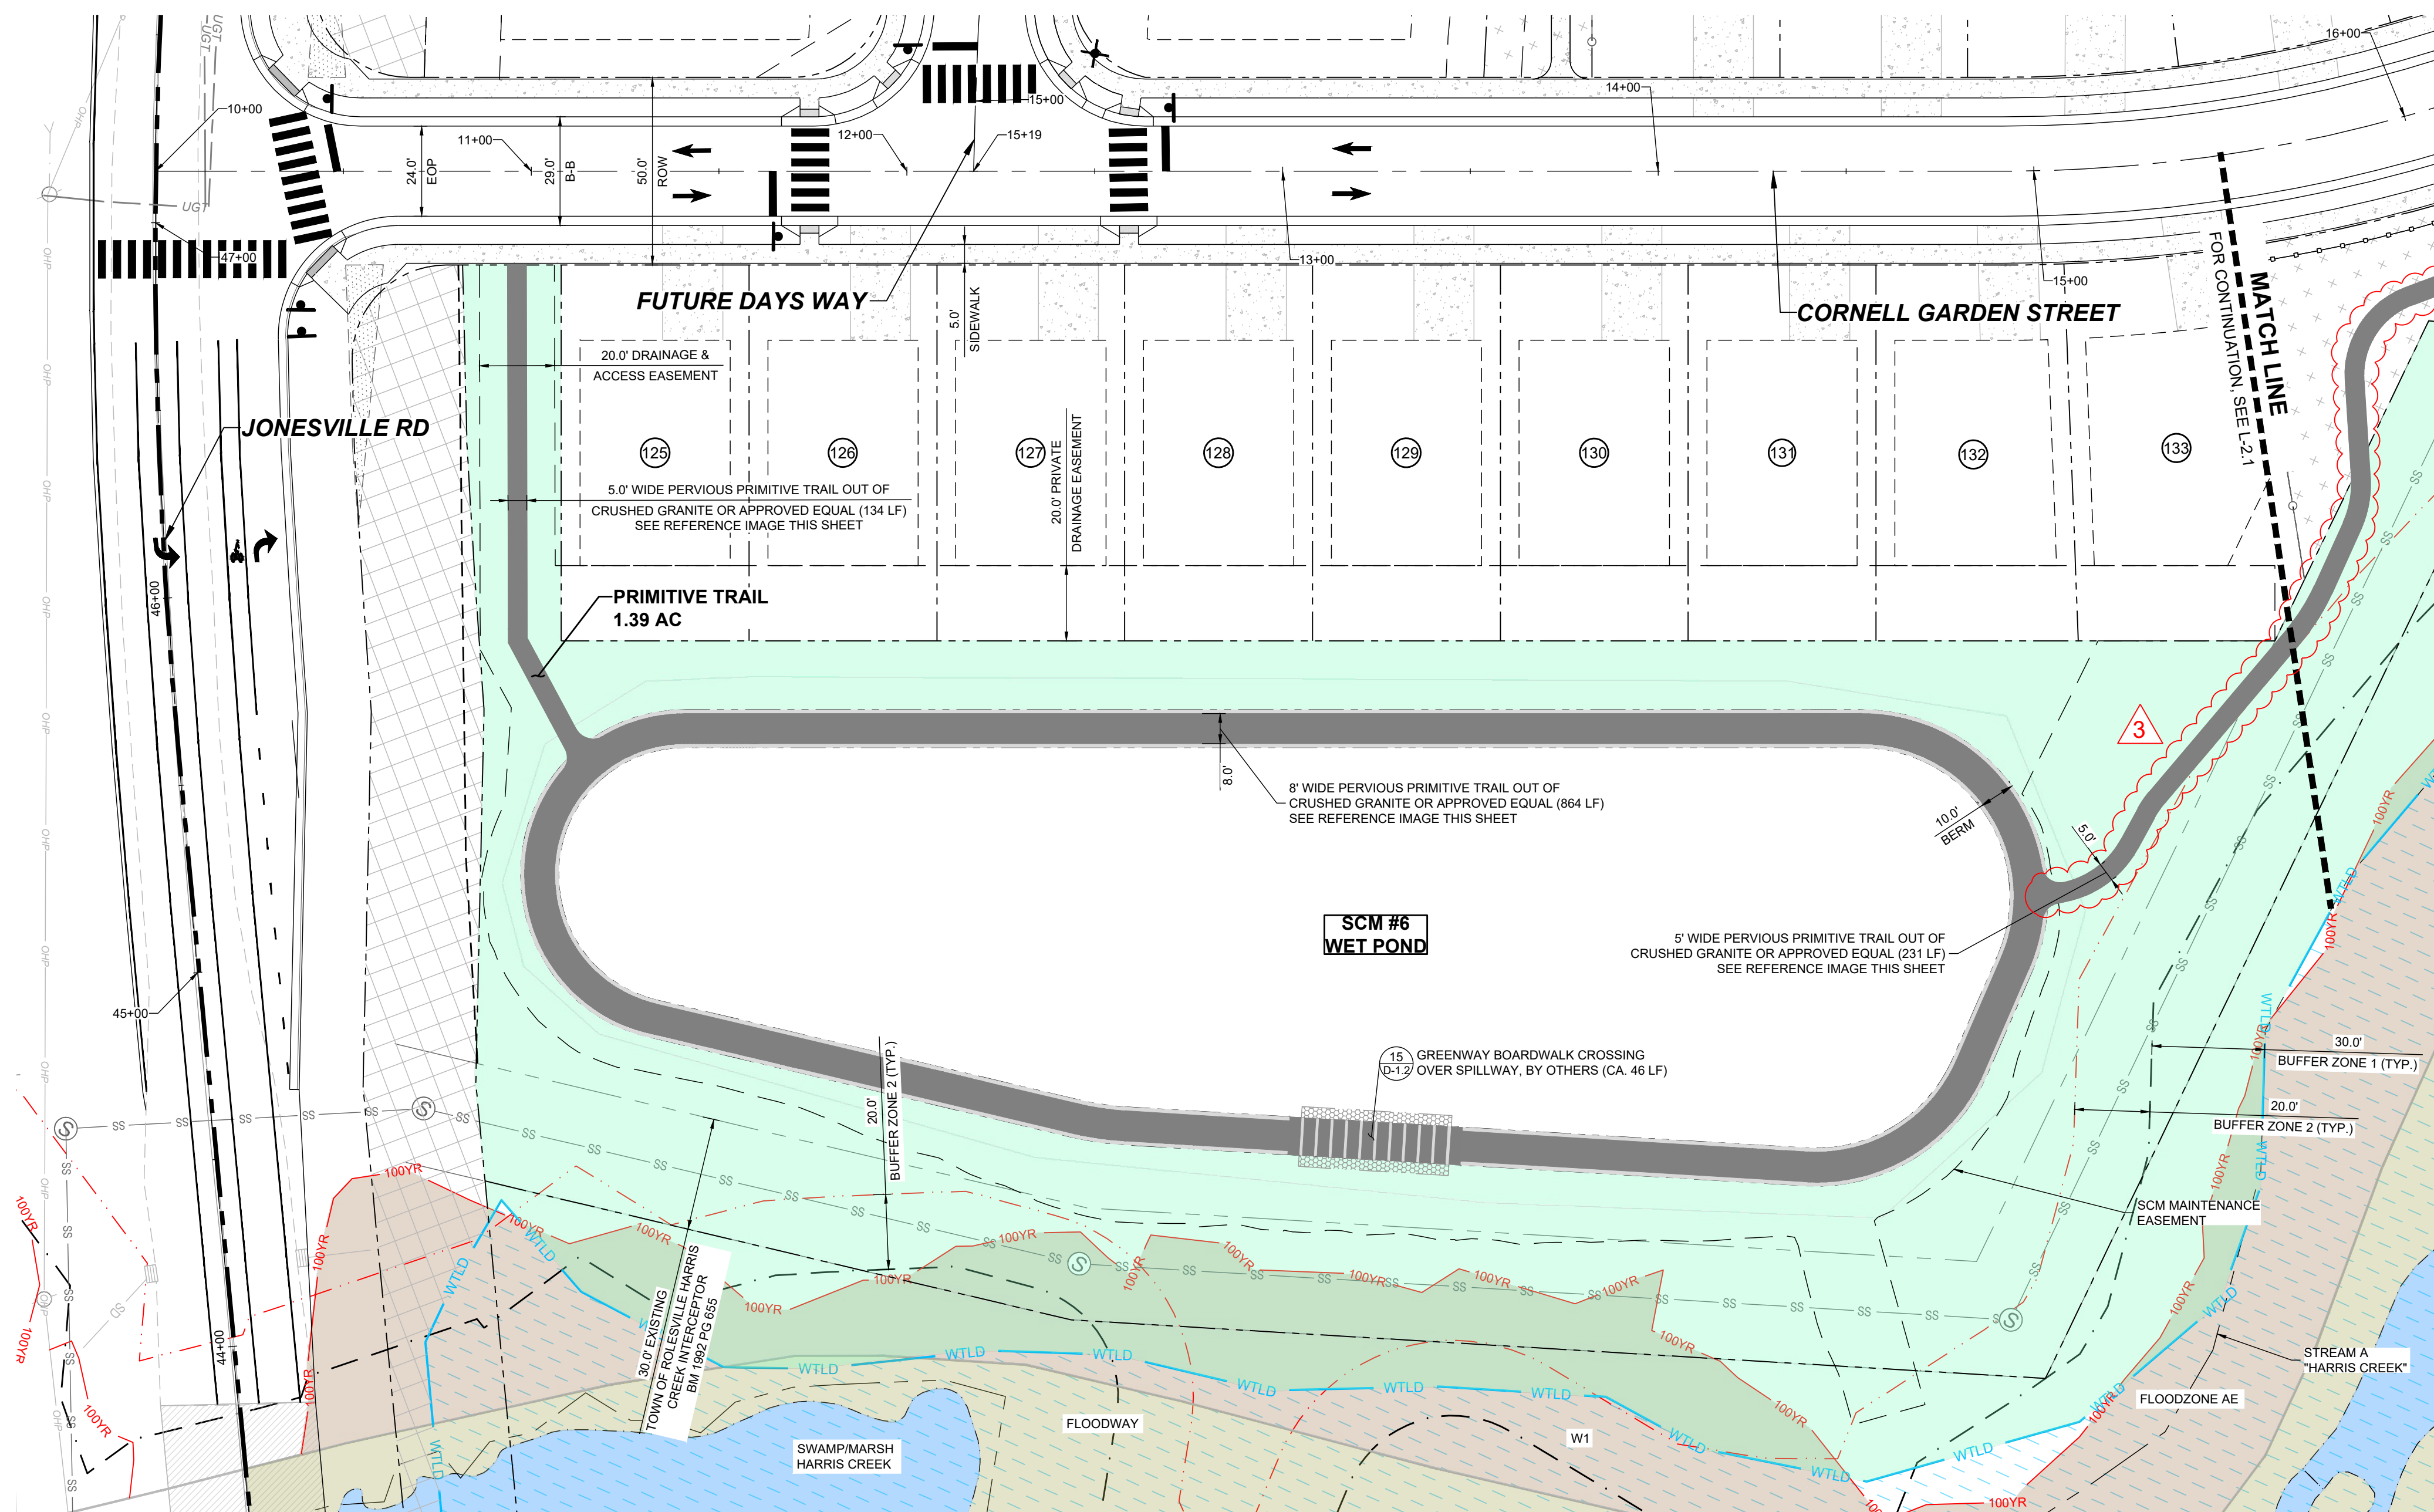 UGT
UGT
16+00
10+00
15+00
14+00
OHP
11+00
12+00
15+19
24.0'
EOP
29.0'
B-B
50.0'
ROW
UGT
47+00
13+00
15+00
FUTURE DAYS WAY
CORNELL GARDEN STREET
MATCH LINE
FOR CONTINUATION, SEE L-2.1
5.0'
SIDEWALK
20.0' DRAINAGE &
ACCESS EASEMENT
JONESVILLE RD
125
126
127
128
129
130
131
132
133
20.0' PRIVATE
DRAINAGE EASEMENT
5.0' WIDE PERVIOUS PRIMITIVE TRAIL OUT OF
CRUSHED GRANITE OR APPROVED EQUAL (134 LF)
SEE REFERENCE IMAGE THIS SHEET
46+00
PRIMITIVE TRAIL
1.39 AC
3
8.0'
8' WIDE PERVIOUS PRIMITIVE TRAIL OUT OF
CRUSHED GRANITE OR APPROVED EQUAL (864 LF)
SEE REFERENCE IMAGE THIS SHEET
10.0'
BERM
5.0'
SCM #6
WET POND
5' WIDE PERVIOUS PRIMITIVE TRAIL OUT OF
CRUSHED GRANITE OR APPROVED EQUAL (231 LF)
SEE REFERENCE IMAGE THIS SHEET
45+00
15
D-1.2
GREENWAY BOARDWALK CROSSING
OVER SPILLWAY, BY OTHERS (CA. 46 LF)
20.0'
BUFFER ZONE 2 (TYP.)
30.0'
BUFFER ZONE 1 (TYP.)
20.0'
BUFFER ZONE 2 (TYP.)
SCM MAINTENANCE
EASEMENT
30.0' EXISTING
TOWN OF ROLESVILLE HARRIS
CREEK INTERCEPTOR
BM 1992 PG 655
44+00
STREAM A
"HARRIS CREEK"
FLOODZONE AE
FLOODWAY
W1
SWAMP/MARSH
HARRIS CREEK
100YR
WTLD
SS
S
SD
OHP